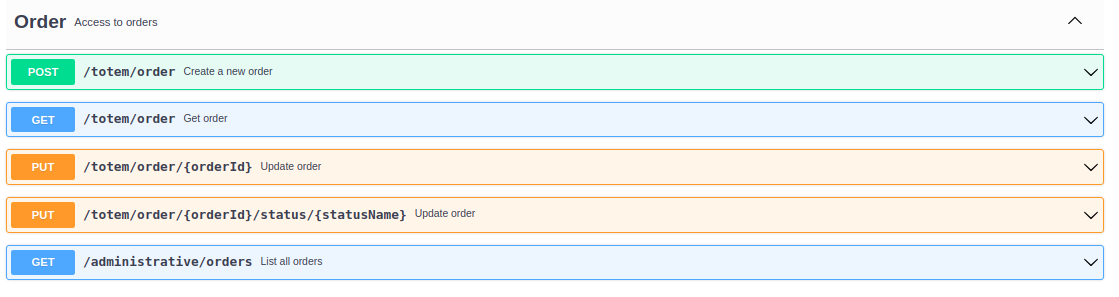 Order Access to orders
POST /totem/order Create a new order
GET /totem/order Get order
PUT /totem/order/{orderId} Update order
PUT /totem/order/{orderId}/status/{statusName} Update order
GET /administrative/orders List all orders